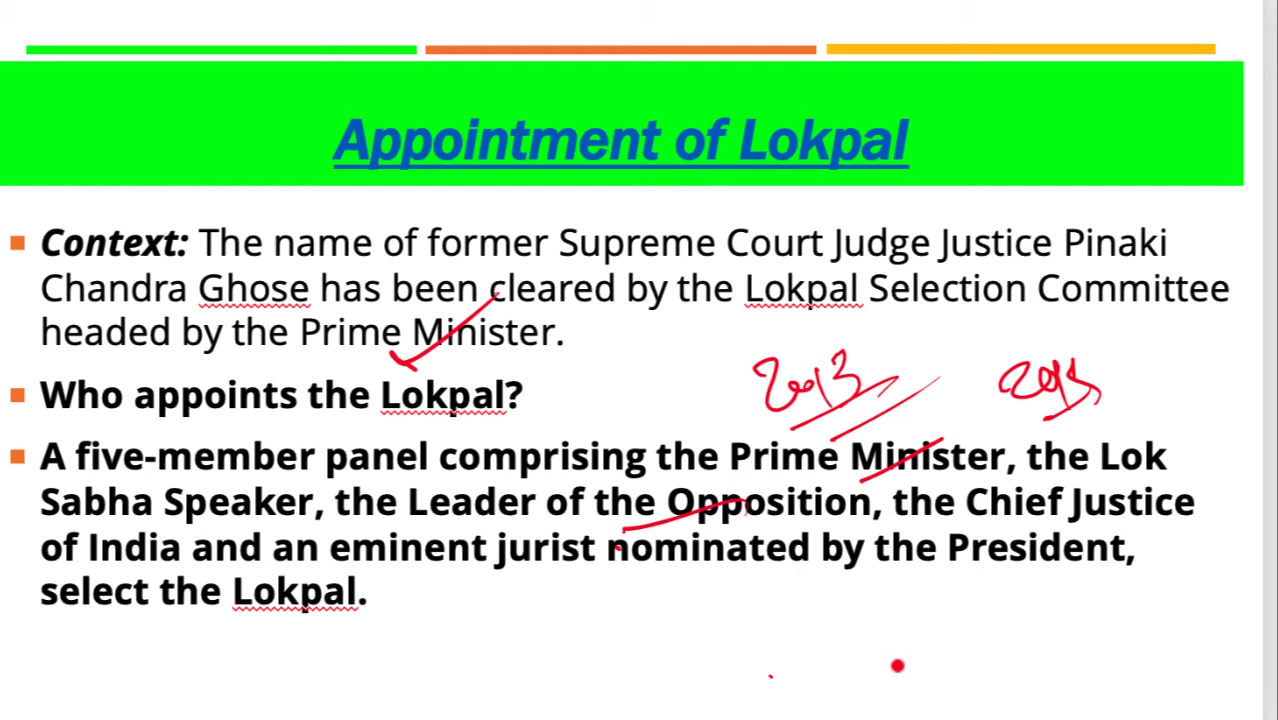 Appointment of Lokpal
Context: The name of former Supreme Court Judge Justice Pinaki
Chandra Ghose has been cleared by the Lokpal Selection Committee
headed by the Prime Minister.
2013
Who appoints the Lokpal?
A five-member panel comprising the Prime Minister, the Lok
Sabha Speaker, the Leader of the Opposition, the Chief Justice
of India and an eminent jurist nominated by the President,
select the Lokpal.